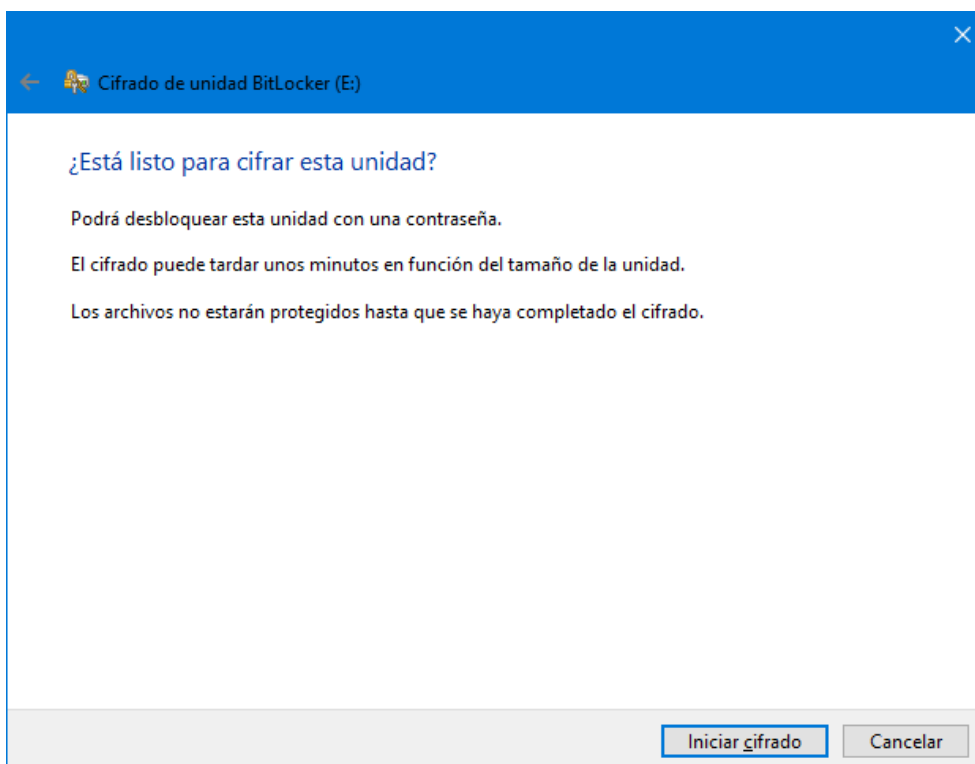 Cifrado de unidad BitLocker (E:)
¿Está listo para cifrar esta unidad?
Podrá desbloquear esta unidad con una contraseña.
El cifrado puede tardar unos minutos en función del tamaño de la unidad.
Los archivos no estarán protegidos hasta que se haya completado el cifrado.
Iniciar cifrado Cancelar